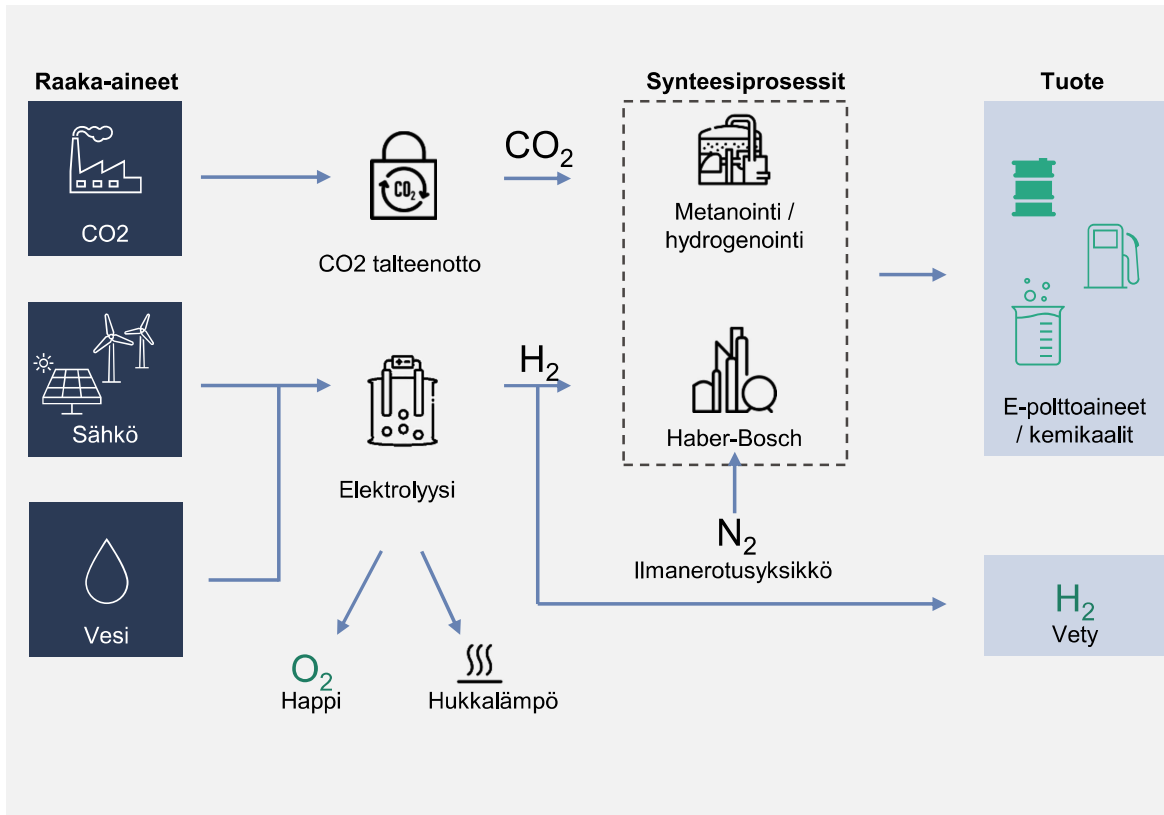 Raaka-aineet
Synteesiprosessit
Tuote
CO2
CO₂
CO2 talteenotto
CO₂
Metanointi /
hydrogenointi
Sähkö
Elektrolyysi
H₂
Haber-Bosch
E-polttoaineet
/ kemikaalit
N₂
Ilmanerotusyksikkö
Vesi
O₂
Happi
Hukkalämpö
H₂
Vety